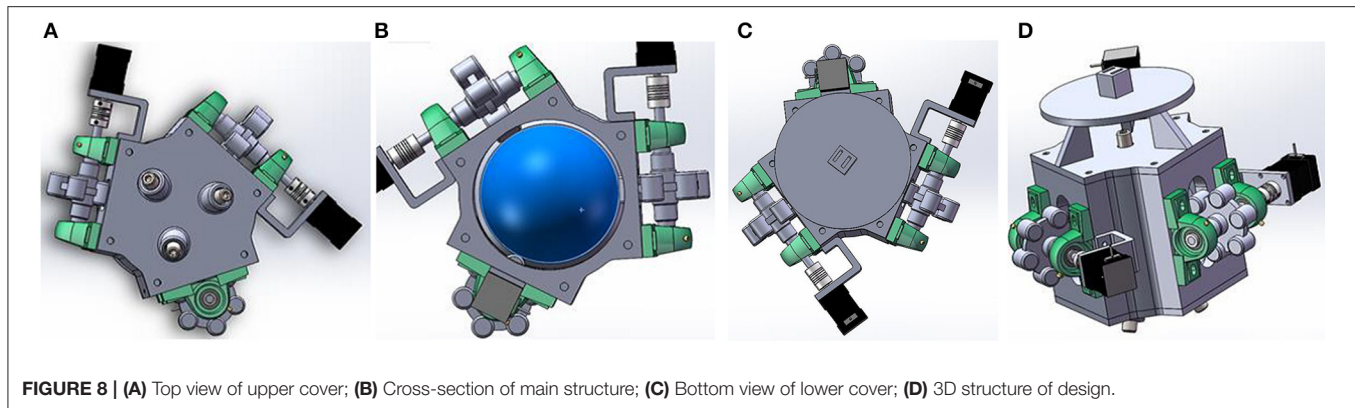 A B C D
FIGURE 8 | (A) Top view of upper cover; (B) Cross-section of main structure; (C) Bottom view of lower cover; (D) 3D structure of design.